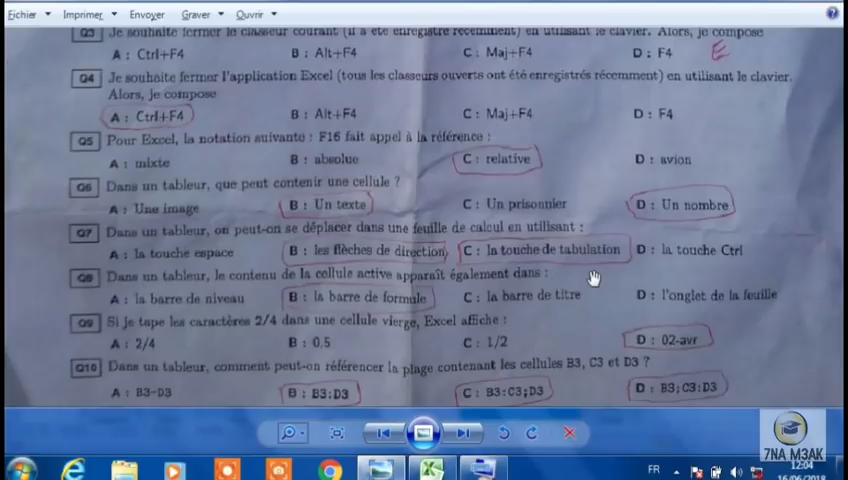 Fichier Imprimer Envoyer Graver Ouvrir
Q3 Je souhaite fermer le classeur courant (il a été enregistré récemment) en utilisant le clavier. Alors, je compose
A : Ctrl+F4 B : Alt+F4 C : Maj+F4 D : F4 E
Q4 Je souhaite fermer l'application Excel (tous les classeurs ouverts ont été enregistrés récemment) en utilisant le clavier.
Alors, je compose
A : Ctrl+F4 B : Alt+F4 C : Maj+F4 D : F4
Q5 Pour Excel, la notation suivante : F16 fait appel à la référence :
A : mixte B : absolue C : relative D : avion
Q6 Dans un tableur, que peut contenir une cellule ?
A : Une image B : Un texte C : Un prisonnier D : Un nombre
Q7 Dans un tableur, on peut-on se déplacer dans une feuille de calcul en utilisant :
A : la touche espace B : les flèches de direction C : la touche de tabulation D : la touche Ctrl
Q8 Dans un tableur, le contenu de la cellule active apparaît également dans :
A : la barre de niveau B : la barre de formule C : la barre de titre D : l'onglet de la feuille
Q9 Si je tape les caractères 2/4 dans une cellule vierge, Excel affiche :
A : 2/4 B : 0,5 C : 1/2 D : 02-avr
Q10 Dans un tableur, comment peut-on référencer la plage contenant les cellules B3, C3 et D3 ?
A : B3-D3 B : B3:D3 C : B3:C3;D3 D : B3;C3:D3
7NA M3AK
FR 12:04
16/06/2018